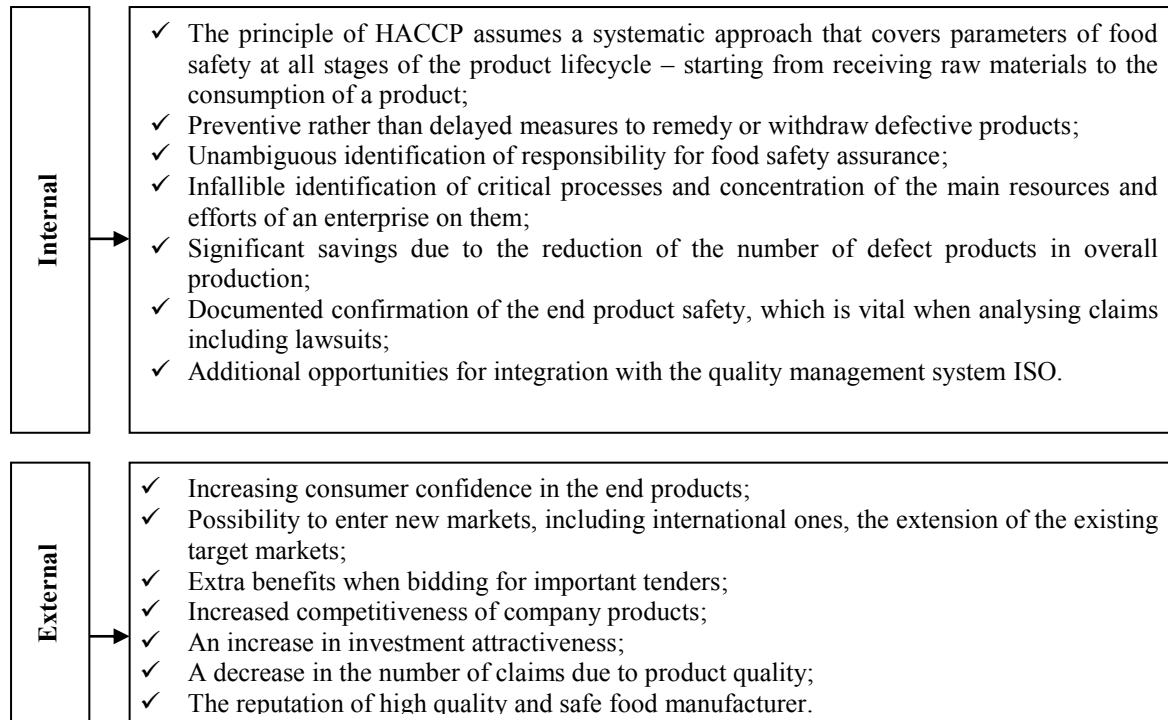 Internal
✓ The principle of HACCP assumes a systematic approach that covers parameters of food
safety at all stages of the product lifecycle – starting from receiving raw materials to the
consumption of a product;
✓ Preventive rather than delayed measures to remedy or withdraw defective products;
✓ Unambiguous identification of responsibility for food safety assurance;
✓ Infallible identification of critical processes and concentration of the main resources and
efforts of an enterprise on them;
✓ Significant savings due to the reduction of the number of defect products in overall
production;
✓ Documented confirmation of the end product safety, which is vital when analysing claims
including lawsuits;
✓ Additional opportunities for integration with the quality management system ISO.
External
✓ Increasing consumer confidence in the end products;
✓ Possibility to enter new markets, including international ones, the extension of the existing
target markets;
✓ Extra benefits when bidding for important tenders;
✓ Increased competitiveness of company products;
✓ An increase in investment attractiveness;
✓ A decrease in the number of claims due to product quality;
✓ The reputation of high quality and safe food manufacturer.